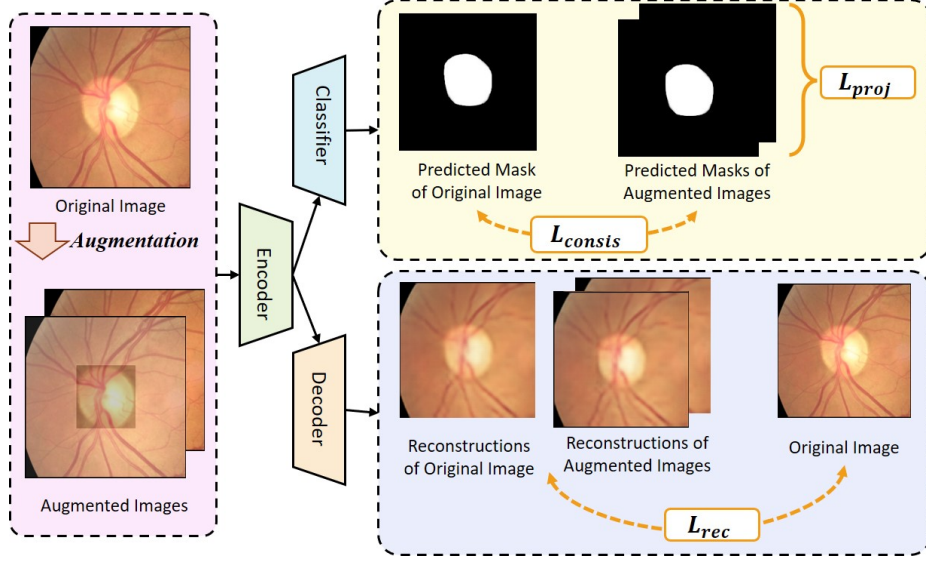 Original Image
Augmentation
Augmented Images
Encoder
Classifier
Decoder
Predicted Mask
of Original Image
Predicted Masks of
Augmented Images
L_proj
L_consis
Reconstructions
of Original Image
Reconstructions of
Augmented Images
Original Image
L_rec